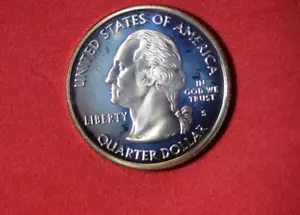 UNITED STATES OF AMERICA
IN
GOD WE
TRUST
LIBERTY
S
QUARTER DOLLAR